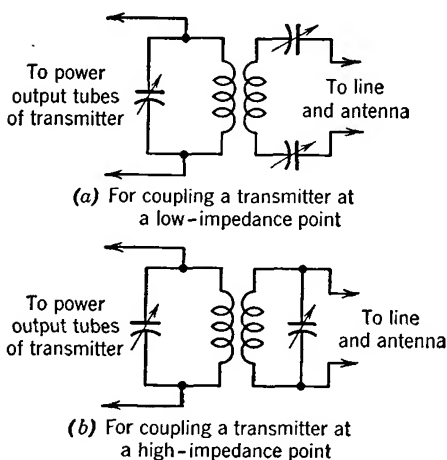 To power
output tubes
of transmitter
To line
and antenna
(a) For coupling a transmitter at
a low-impedance point
To power
output tubes
of transmitter
To line
and antenna
(b) For coupling a transmitter at
a high-impedance point